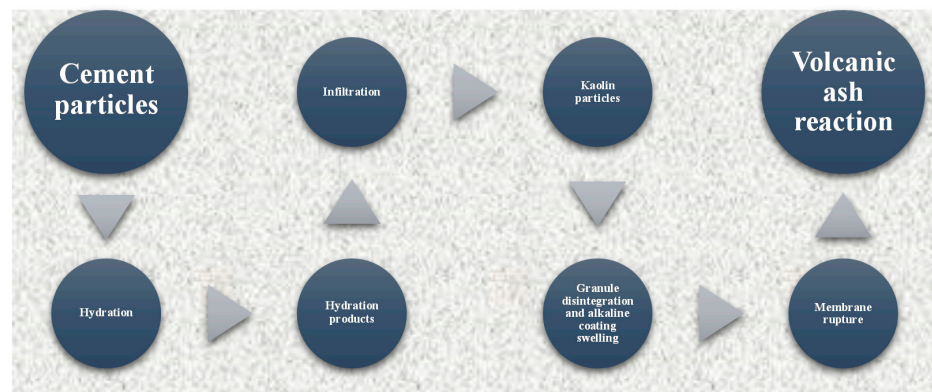 Cement
particles
Hydration
Hydration
products
Infiltration
Kaolin
particles
Granule
disintegration
and alkaline
coating
swelling
Membrane
rupture
Volcanic
ash
reaction